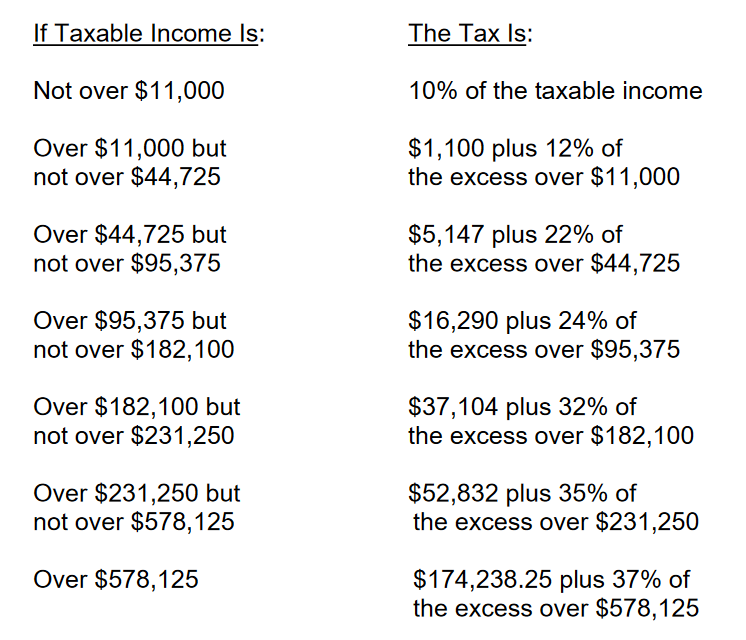 If Taxable Income Is: The Tax Is:
Not over $11,000 10% of the taxable income
Over $11,000 but $1,100 plus 12% of
not over $44,725 the excess over $11,000
Over $44,725 but $5,147 plus 22% of
not over $95,375 the excess over $44,725
Over $95,375 but $16,290 plus 24% of
not over $182,100 the excess over $95,375
Over $182,100 but $37,104 plus 32% of
not over $231,250 the excess over $182,100
Over $231,250 but $52,832 plus 35% of
not over $578,125 the excess over $231,250
Over $578,125 $174,238.25 plus 37% of
the excess over $578,125